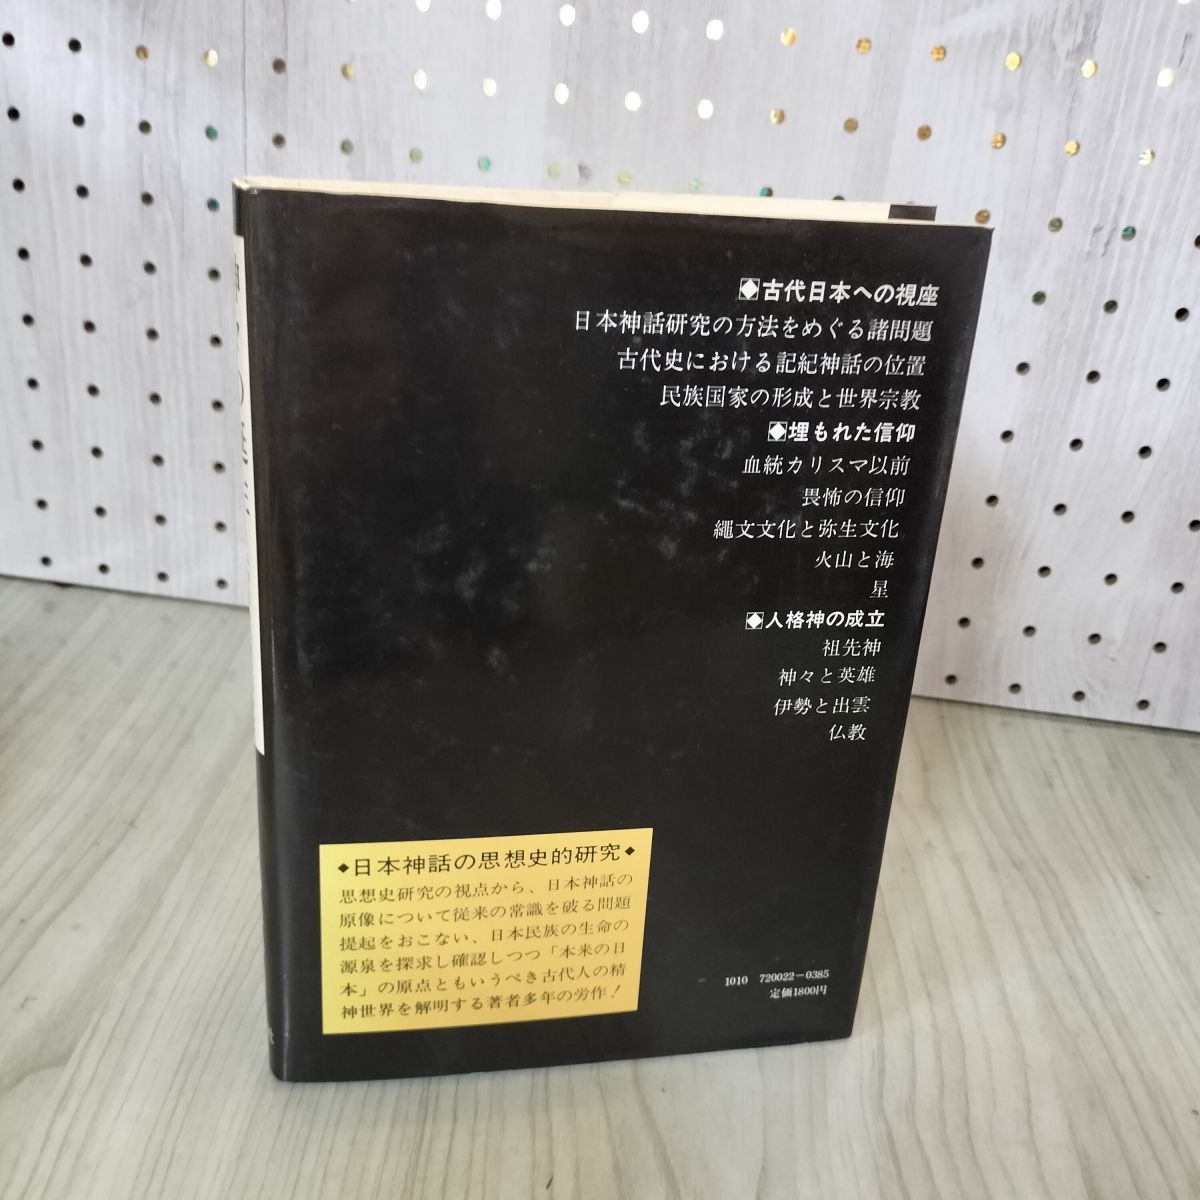 ◆古代日本への視座
日本神話研究の方法をめぐる諸問題
古代史における記紀神話の位置
民族国家の形成と世界宗教
◆埋もれた信仰
血統カリスマ以前
畏怖の信仰
縄文文化と弥生文化
火山と海
星
◆人格神の成立
祖先神
神々と英雄
伊勢と出雲
仏教
◆日本神話の思想史的研究◆
思想史研究の視点から、日本神話の
原像について従来の常識を破る問題
提起をおこない、日本民族の生命の
源泉を探求し確認しつつ「本来の日
本」の原点ともいうべき古代人の精
神世界を解明する著者多年の労作！
1010 720022-0385
定価1800円